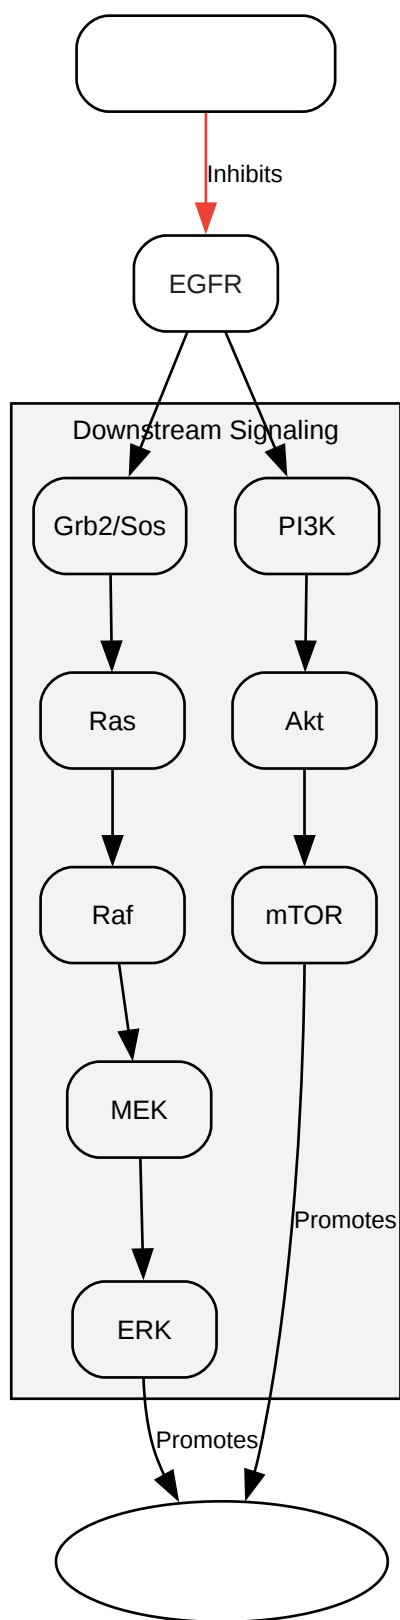 Inhibits
EGFR
Downstream Signaling
Grb2/Sos
PI3K
Ras
Akt
Raf
mTOR
MEK
Promotes
ERK
Promotes